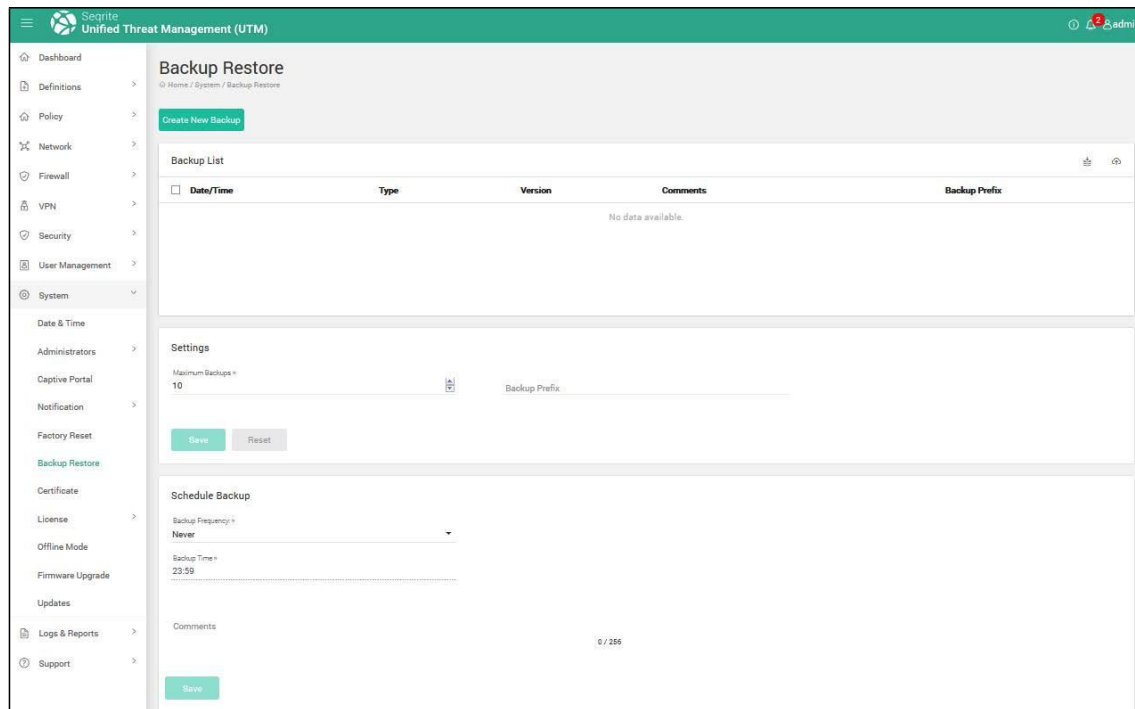 Seqrite
Unified Threat Management (UTM)
2
admi
Dashboard
Definitions
Policy
Network
Firewall
VPN
Security
User Management
System
Date & Time
Administrators
Captive Portal
Notification
Factory Reset
Backup Restore
Certificate
License
Offline Mode
Firmware Upgrade
Updates
Logs & Reports
Support
Backup Restore
Home / System / Backup Restore
Create New Backup
Backup List
Date/Time Type Version Comments Backup Prefix
No data available.
Settings
Maximum Backups *
10
Backup Prefix
Save Reset
Schedule Backup
Backup Frequency *
Never
Backup Time *
23:59
Comments
0 / 256
Save